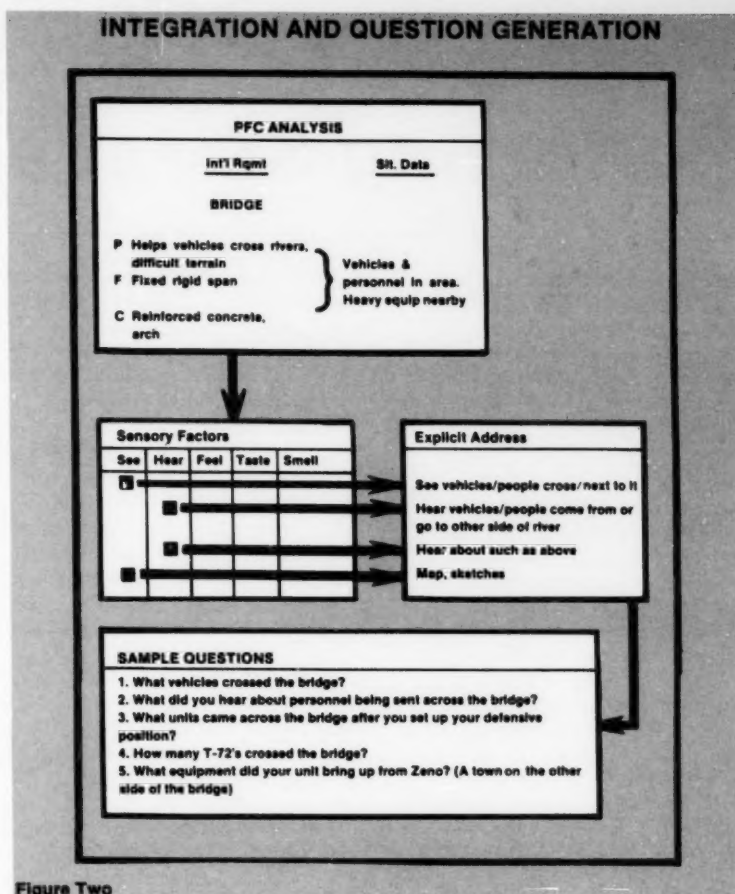 INTEGRATION AND QUESTION GENERATION
PFC ANALYSIS
Int'l Rqmt Sit. Data
BRIDGE
P Helps vehicles cross rivers,
difficult terrain
F Fixed rigid span
C Reinforced concrete,
arch
Vehicles &
personnel in area.
Heavy equip nearby
Sensory Factors
See Hear Feel Taste Smell
Explicit Address
See vehicles/people cross/next to it
Hear vehicles/people come from or
go to other side of river
Hear about such as above
Map, sketches
SAMPLE QUESTIONS
1. What vehicles crossed the bridge?
2. What did you hear about personnel being sent across the bridge?
3. What units came across the bridge after you set up your defensive
position?
4. How many T-72's crossed the bridge?
5. What equipment did your unit bring up from Zeno? (A town on the other
side of the bridge)
Figure Two